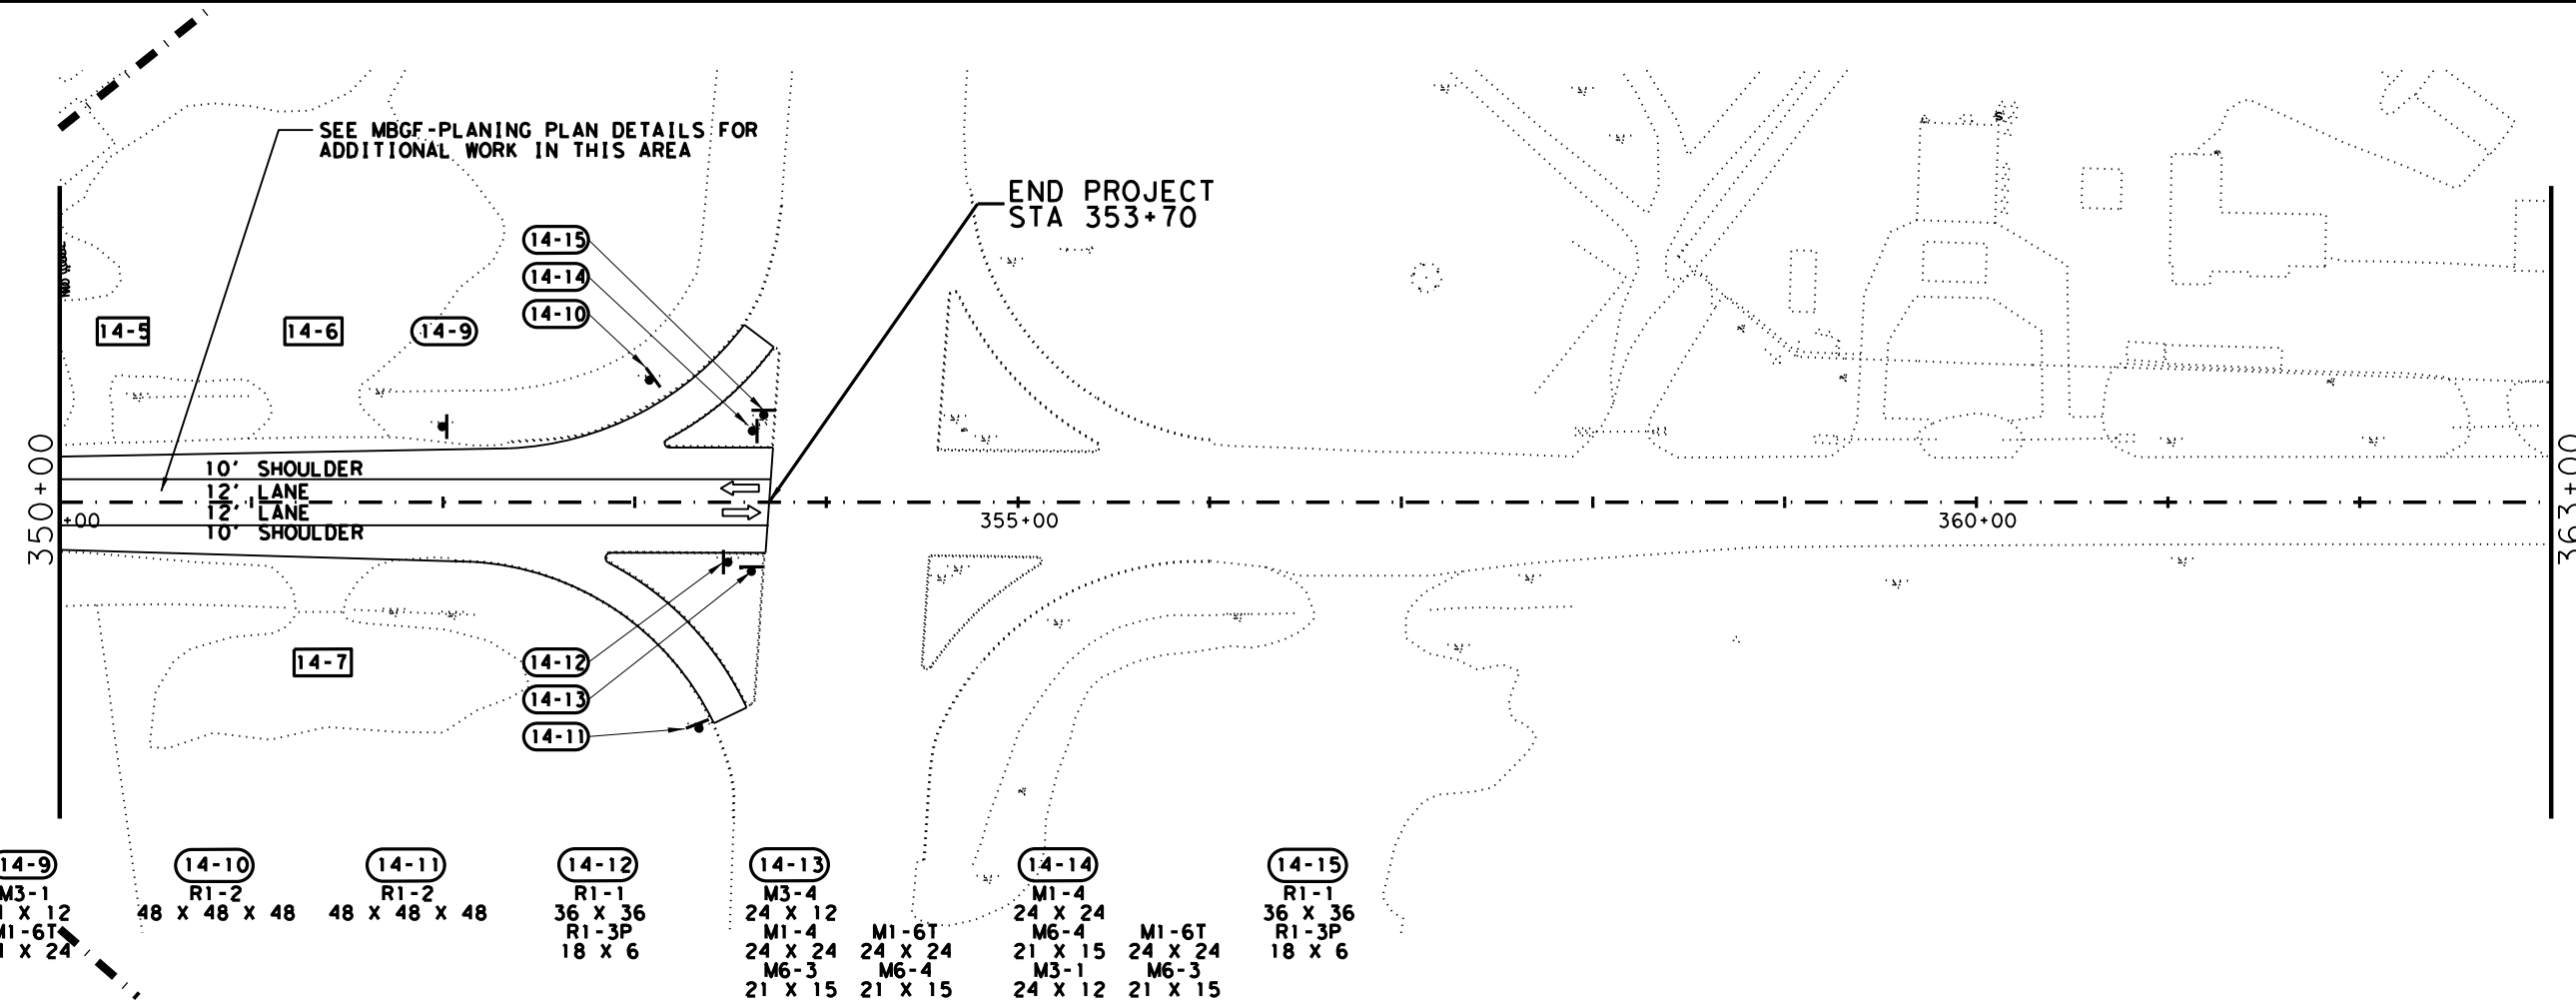 SEE MBGF-PLANING PLAN DETAILS FOR
ADDITIONAL WORK IN THIS AREA
END PROJECT
STA 353+70
14-15
14-14
14-10
14-5
14-6
14-9
350+00
10' SHOULDER
12' LANE
12' LANE
10' SHOULDER
+00
355+00
360+00
363+00
14-7
14-12
14-13
14-11
14-9
M3-1
X 12
M1-6T
X 24
14-10
R1-2
48 X 48 X 48
14-11
R1-2
48 X 48 X 48
14-12
R1-1
36 X 36
R1-3P
18 X 6
14-13
M3-4
24 X 12
M1-4
24 X 24
M6-3
21 X 15
M1-6T
24 X 24
M6-4
21 X 15
14-14
M1-4
24 X 24
M6-4
21 X 15
M3-1
24 X 12
M1-6T
24 X 24
M6-3
21 X 15
14-15
R1-1
36 X 36
R1-3P
18 X 6